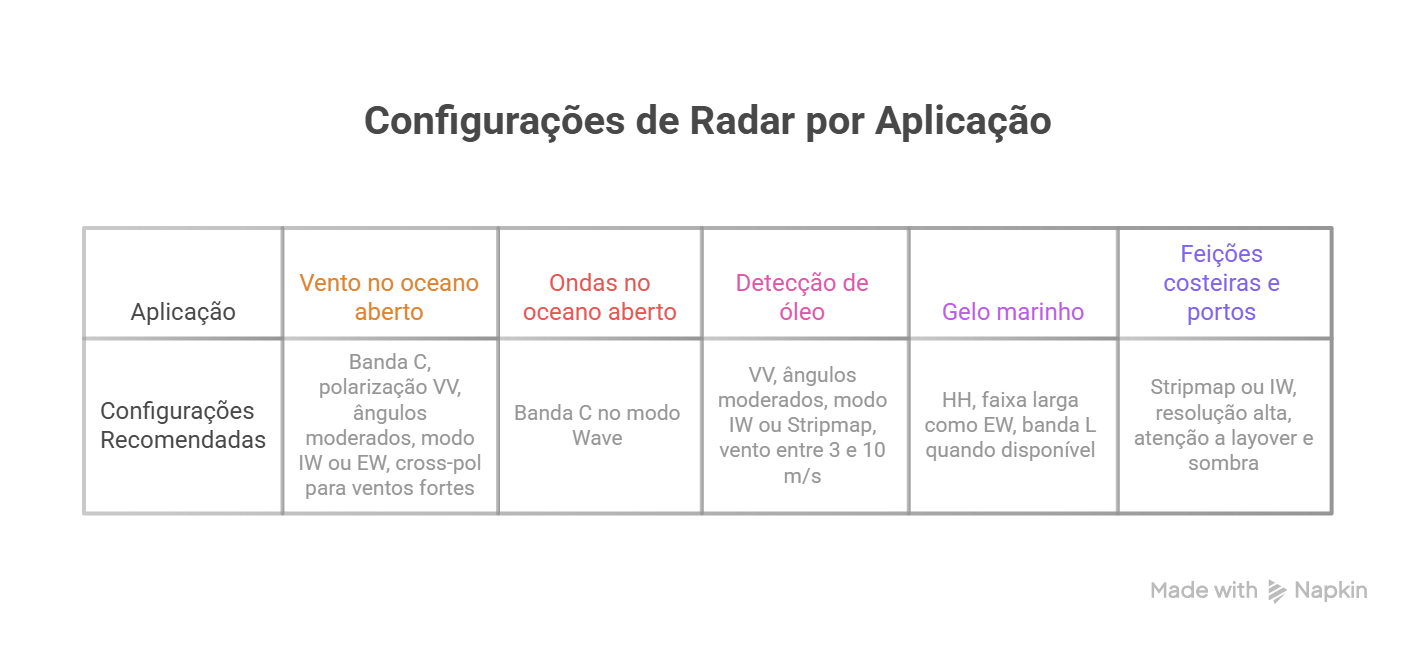 Configurações de Radar por Aplicação
Aplicação
Vento no oceano
aberto
Ondas no
oceano aberto
Detecção de
óleo
Gelo marinho
Feições
costeiras e
portos
Configurações
Recomendadas
Banda C,
polarização VV,
ângulos
moderados, modo
IW ou EW, cross-pol
para ventos fortes
Banda C no modo
Wave
VV, ângulos
moderados, modo
IW ou Stripmap,
vento entre 3 e 10
m/s
HH, faixa larga
como EW, banda L
quando disponível
Stripmap ou IW,
resolução alta,
atenção a layover e
sombra
Made with Napkin